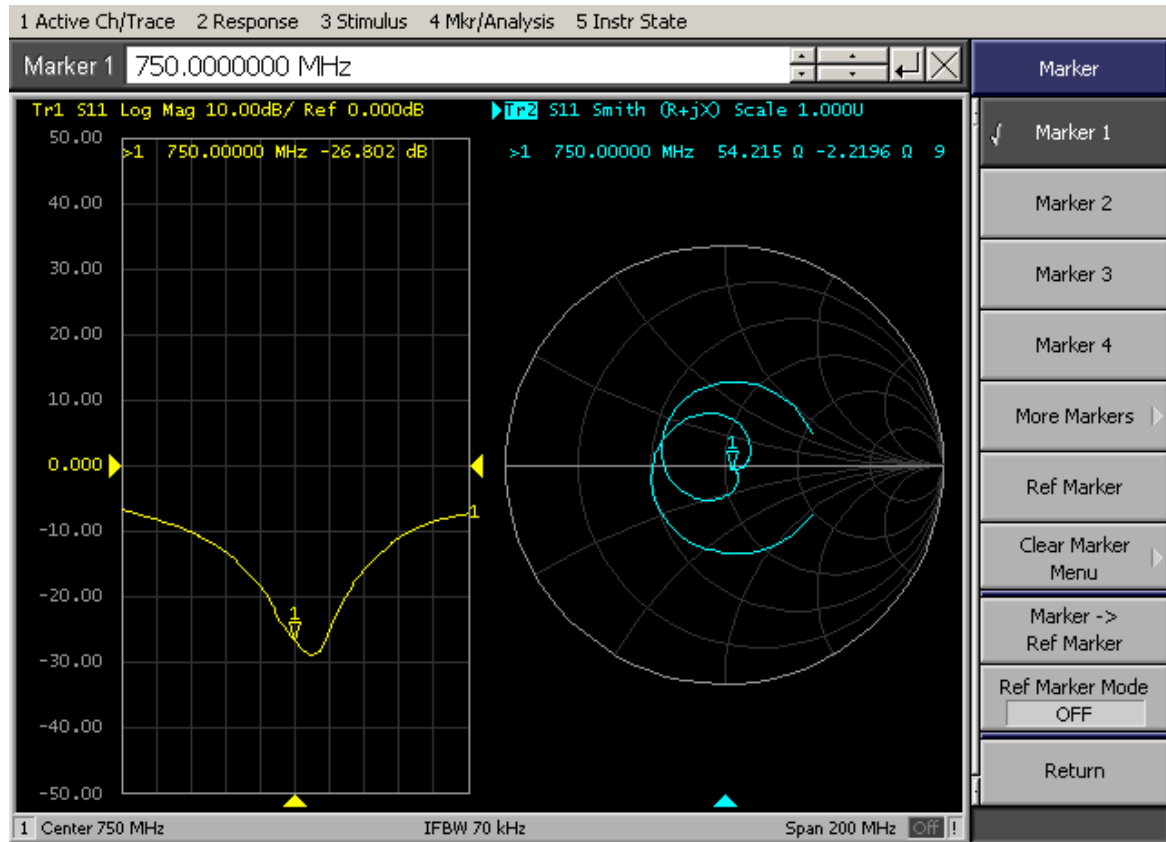 1 Active Ch/Trace 2 Response 3 Stimulus 4 Mkr/Analysis 5 Instr State
Marker 1 750.0000000 MHz
Tr1 S11 Log Mag 10.00dB/ Ref 0.000dB
50.00
>1 750.00000 MHz -26.802 dB
40.00
30.00
20.00
10.00
0.000
-10.00
-20.00
-30.00
-40.00
-50.00
1
1
Tr2 S11 Smith (R+jX) Scale 1.000U
>1 750.00000 MHz 54.215 Ω -2.2196 Ω 9
1
1 Center 750 MHz IFBW 70 kHz Span 200 MHz Off !
Marker
√ Marker 1
Marker 2
Marker 3
Marker 4
More Markers
Ref Marker
Clear Marker
Menu
Marker ->
Ref Marker
Ref Marker Mode
OFF
Return